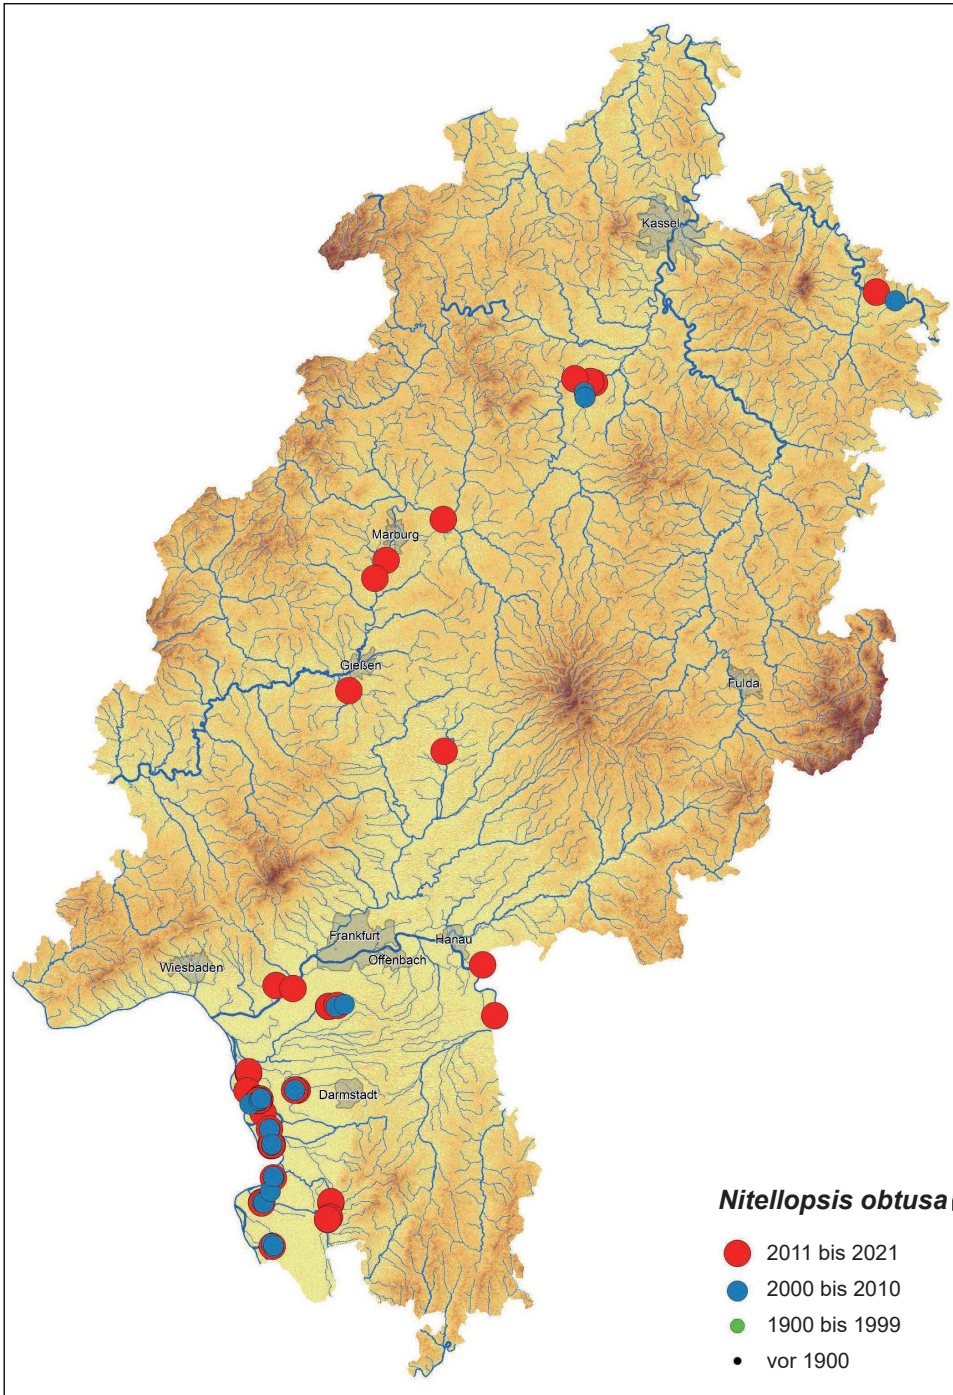 Kassel
Marburg
Gießen
Fulda
Frankfurt
Hanau
Offenbach
Wiesbaden
Darmstadt
Nitellopsis obtusa
2011 bis 2021
2000 bis 2010
1900 bis 1999
vor 1900